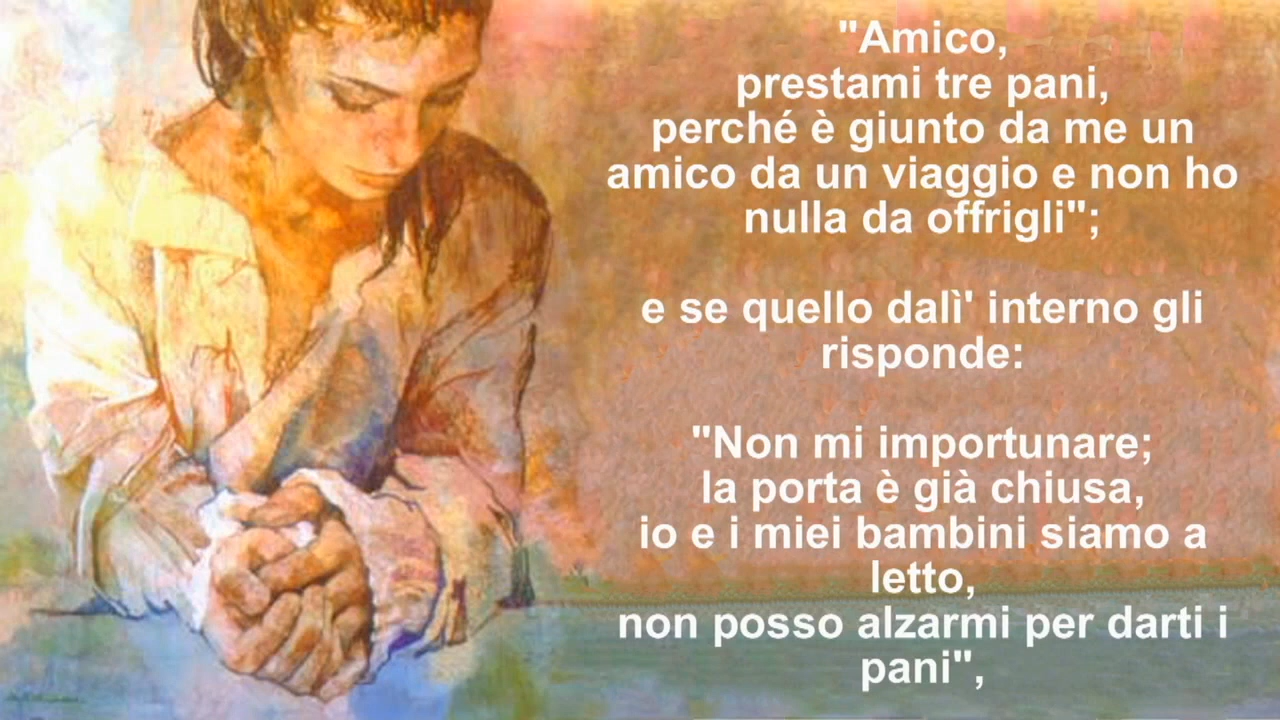 "Amico,
prestami tre pani,
perché è giunto da me un
amico da un viaggio e non ho
nulla da offrigli";
e se quello dalì' interno gli
risponde:
"Non mi importunare;
la porta è già chiusa,
io e i miei bambini siamo a
letto,
non posso alzarmi per darti i
pani",